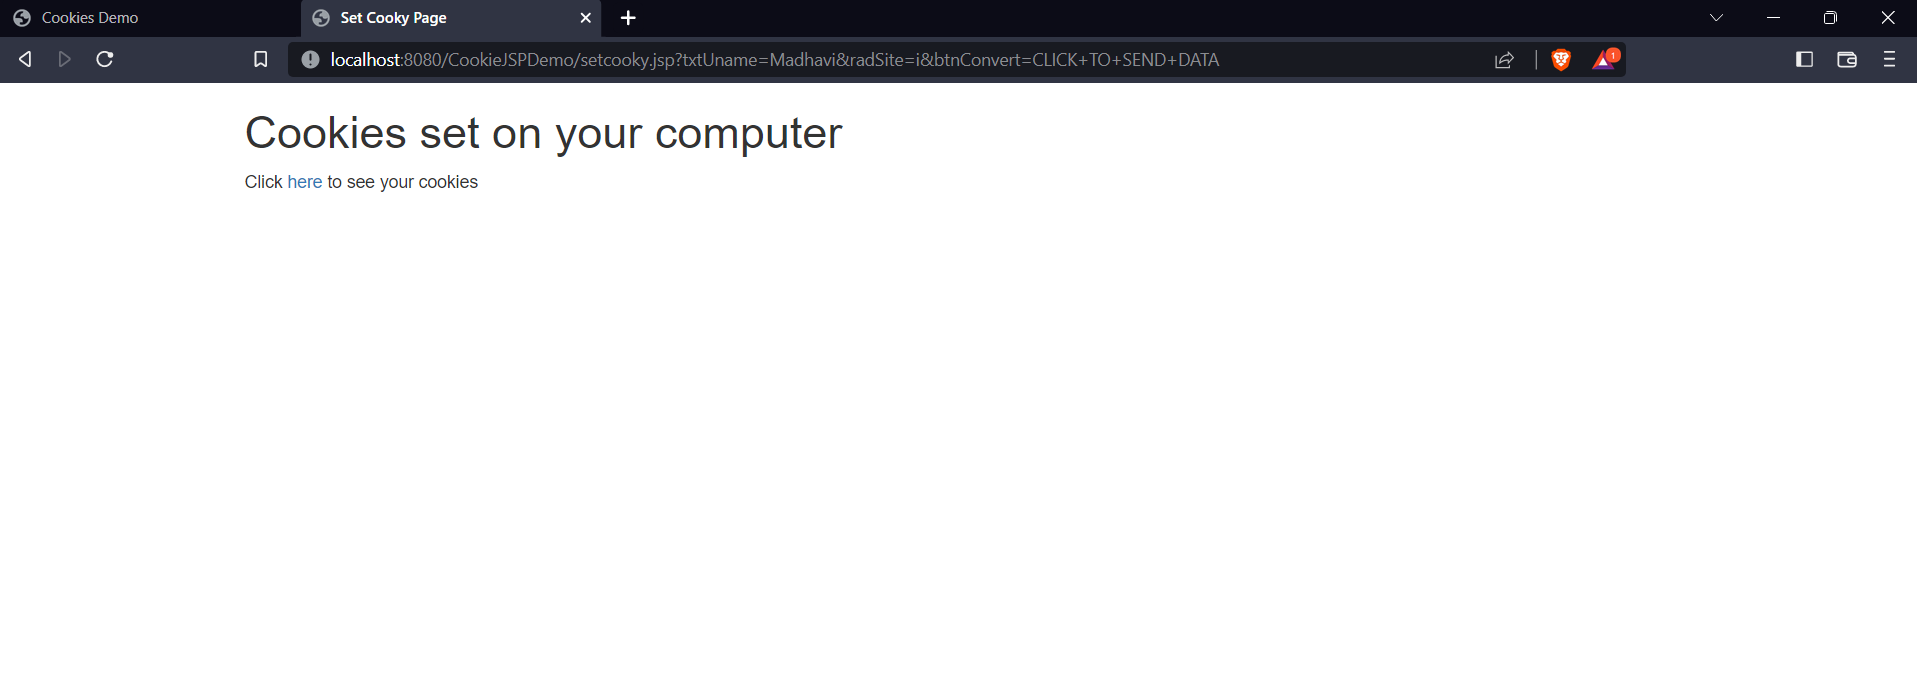 Cookies Demo
Set Cooky Page
localhost:8080/CookieJSPDemo/setcooky.jsp?txtUname=Madhavi&radSite=i&btnConvert=CLICK+TO+SEND+DATA
1
Cookies set on your computer
Click here to see your cookies